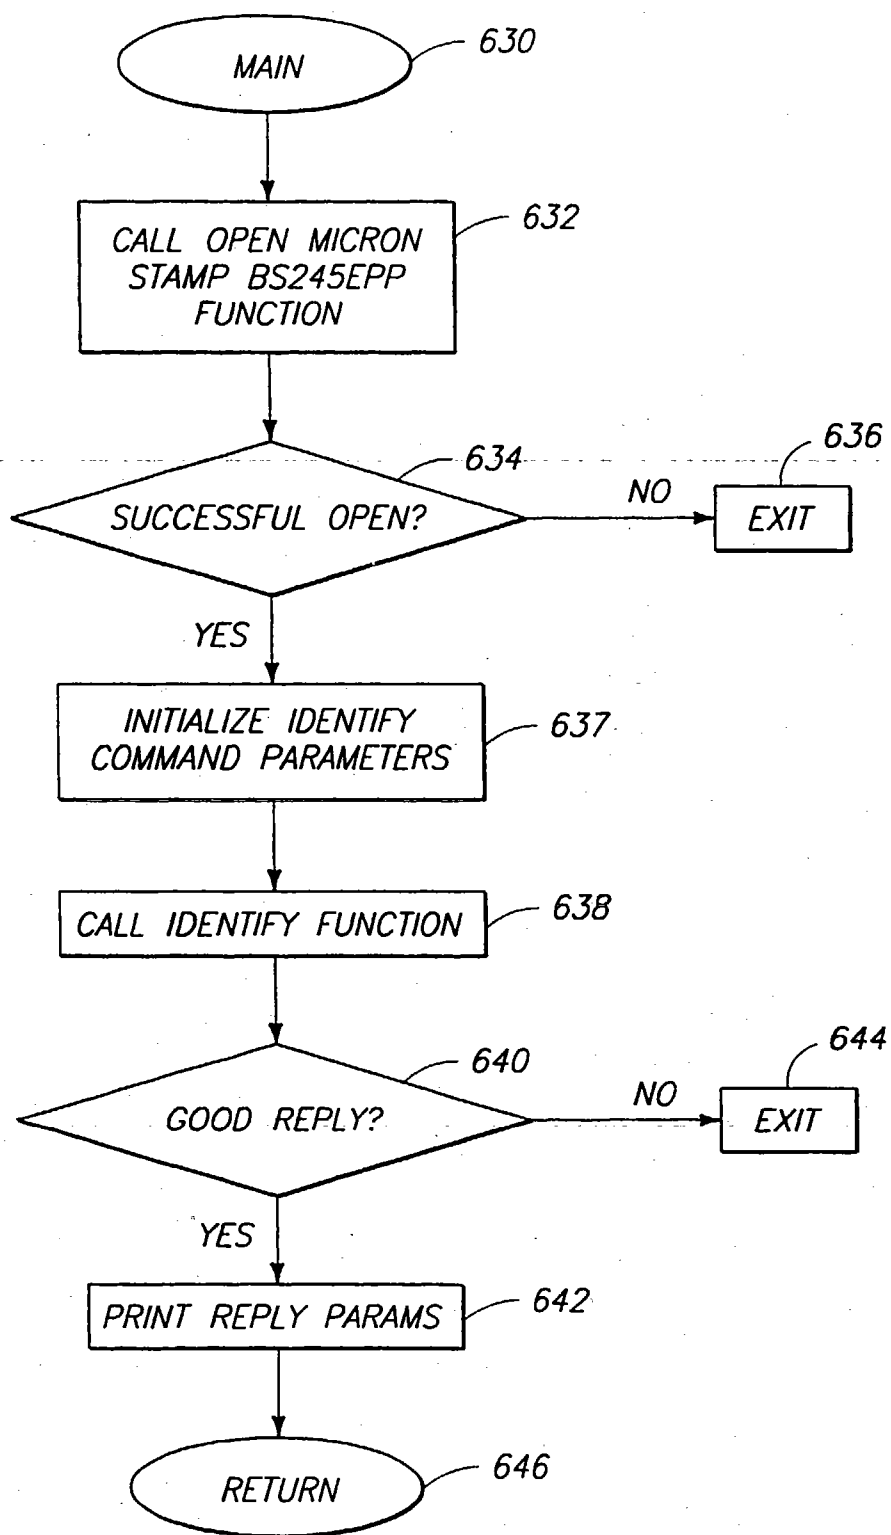 MAIN
630
CALL OPEN MICRON
STAMP BS245EPP
FUNCTION
632
SUCCESSFUL OPEN?
634
NO
EXIT
636
YES
INITIALIZE IDENTIFY
COMMAND PARAMETERS
637
CALL IDENTIFY FUNCTION
638
GOOD REPLY?
640
NO
EXIT
644
YES
PRINT REPLY PARAMS
642
RETURN
646